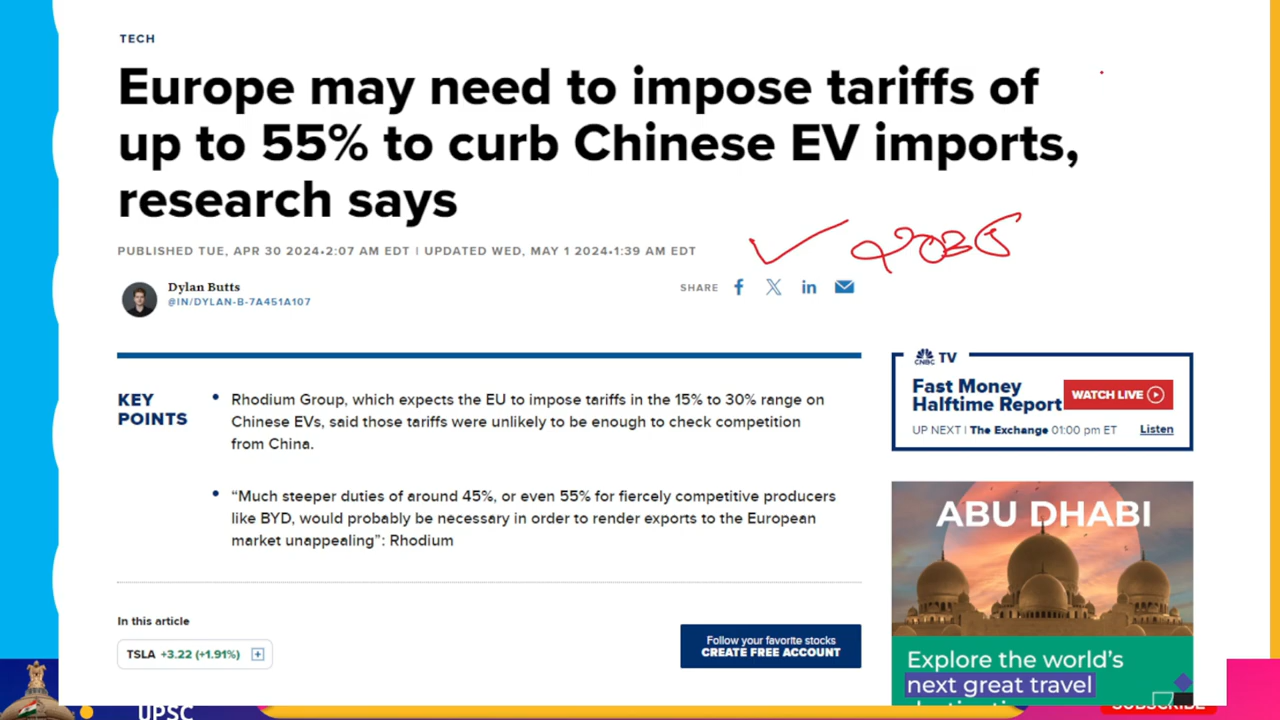 TECH
Europe may need to impose tariffs of
up to 55% to curb Chinese EV imports,
research says
PUBLISHED TUE, APR 30 2024•2:07 AM EDT | UPDATED WED, MAY 1 2024•1:39 AM EDT
Dylan Butts
@IN/DYLAN-B-7A451A107
SHARE
KEY
POINTS
• Rhodium Group, which expects the EU to impose tariffs in the 15% to 30% range on
Chinese EVs, said those tariffs were unlikely to be enough to check competition
from China.
• “Much steeper duties of around 45%, or even 55% for fiercely competitive producers
like BYD, would probably be necessary in order to render exports to the European
market unappealing”: Rhodium
In this article
TSLA +3.22 (+1.91%)
Follow your favorite stocks
CREATE FREE ACCOUNT
CNBC TV
Fast Money
Halftime Report
WATCH LIVE
UP NEXT | The Exchange 01:00 pm ET
Listen
ABU DHABI
Explore the world’s
next great travel
UPSC
SUBSCRIBE